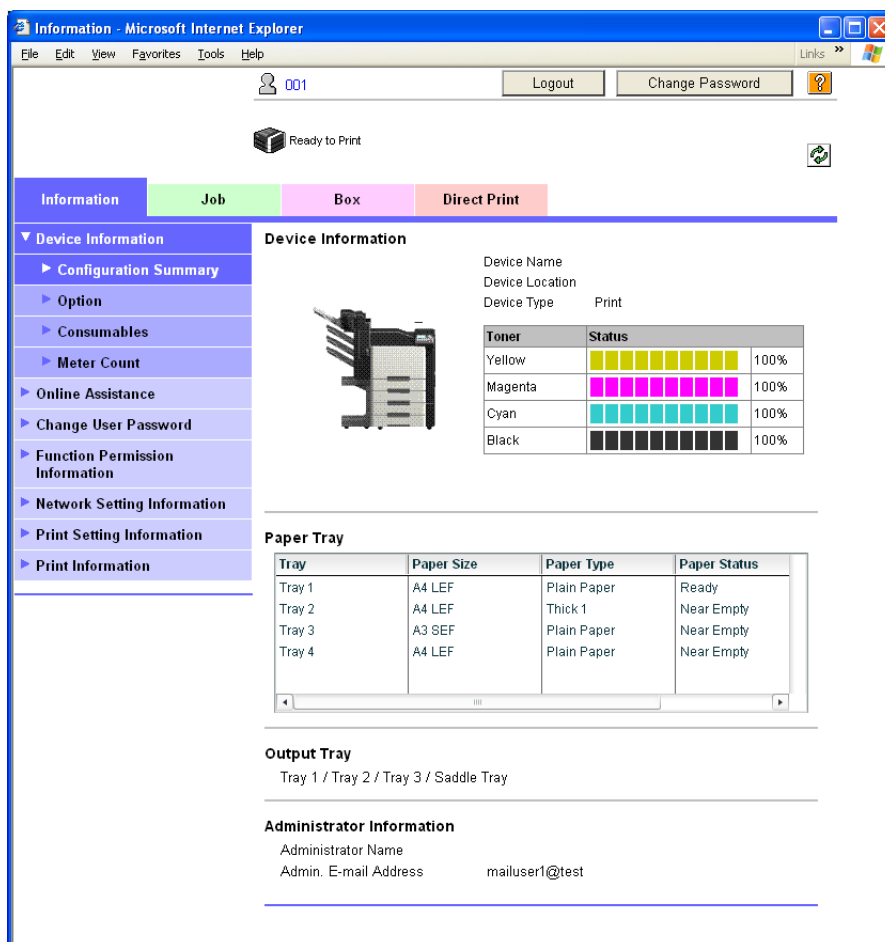 Information - Microsoft Internet Explorer
File Edit View Favorites Tools Help Links »
001 Logout Change Password ?
Ready to Print
Information Job Box Direct Print
Device Information
Configuration Summary
Option
Consumables
Meter Count
Online Assistance
Change User Password
Function Permission
Information
Network Setting Information
Print Setting Information
Print Information
Device Information
Device Name
Device Location
Device Type Print
Toner Status
Yellow 100%
Magenta 100%
Cyan 100%
Black 100%
Paper Tray
Tray Paper Size Paper Type Paper Status
Tray 1 A4 LEF Plain Paper Ready
Tray 2 A4 LEF Thick 1 Near Empty
Tray 3 A3 SEF Plain Paper Near Empty
Tray 4 A4 LEF Plain Paper Near Empty
Output Tray
Tray 1 / Tray 2 / Tray 3 / Saddle Tray
Administrator Information
Administrator Name
Admin. E-mail Address mailuser1@test